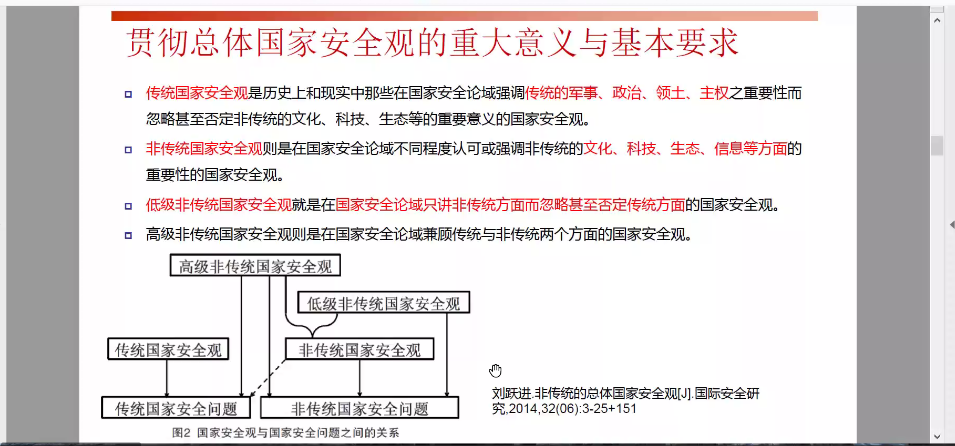 贯彻总体国家安全观的重大意义与基本要求
传统国家安全观是历史上和现实中那些在国家安全论域强调传统的军事、政治、领土、主权之重要性而
忽略甚至否定非传统的文化、科技、生态等的重要意义的国家安全观。
非传统国家安全观则是在国家安全论域不同程度认可或强调非传统的文化、科技、生态、信息等方面的
重要性的国家安全观。
低级非传统国家安全观就是在国家安全论域只讲非传统方面而忽略甚至否定传统方面的国家安全观。
高级非传统国家安全观则是在国家安全论域兼顾传统与非传统两个方面的国家安全观。
高级非传统国家安全观
低级非传统国家安全观
传统国家安全观
非传统国家安全观
传统国家安全问题
非传统国家安全问题
图2 国家安全观与国家安全问题之间的关系
刘跃进.非传统的总体国家安全观[J].国际安全研
究,2014,32(06):3-25+151